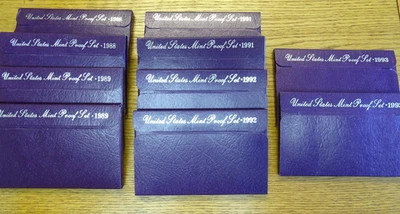 United States Mint Proof Set · 1988
United States Mint Proof Set · 1988
United States Mint Proof Set · 1989
United States Mint Proof Set · 1989
United States Mint Proof Set · 1991
United States Mint Proof Set · 1991
United States Mint Proof Set · 1992
United States Mint Proof Set · 1992
United States Mint Proof Set · 1993
United States Mint Proof Set · 1993